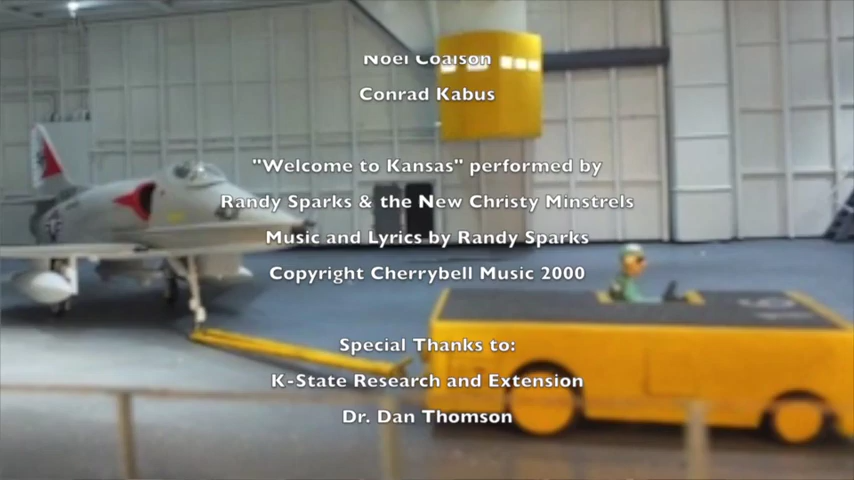 Noel Coalson
Conrad Kabus
"Welcome to Kansas" performed by
Randy Sparks & the New Christy Minstrels
Music and Lyrics by Randy Sparks
Copyright Cherrybell Music 2000
Special Thanks to:
K-State Research and Extension
Dr. Dan Thomson